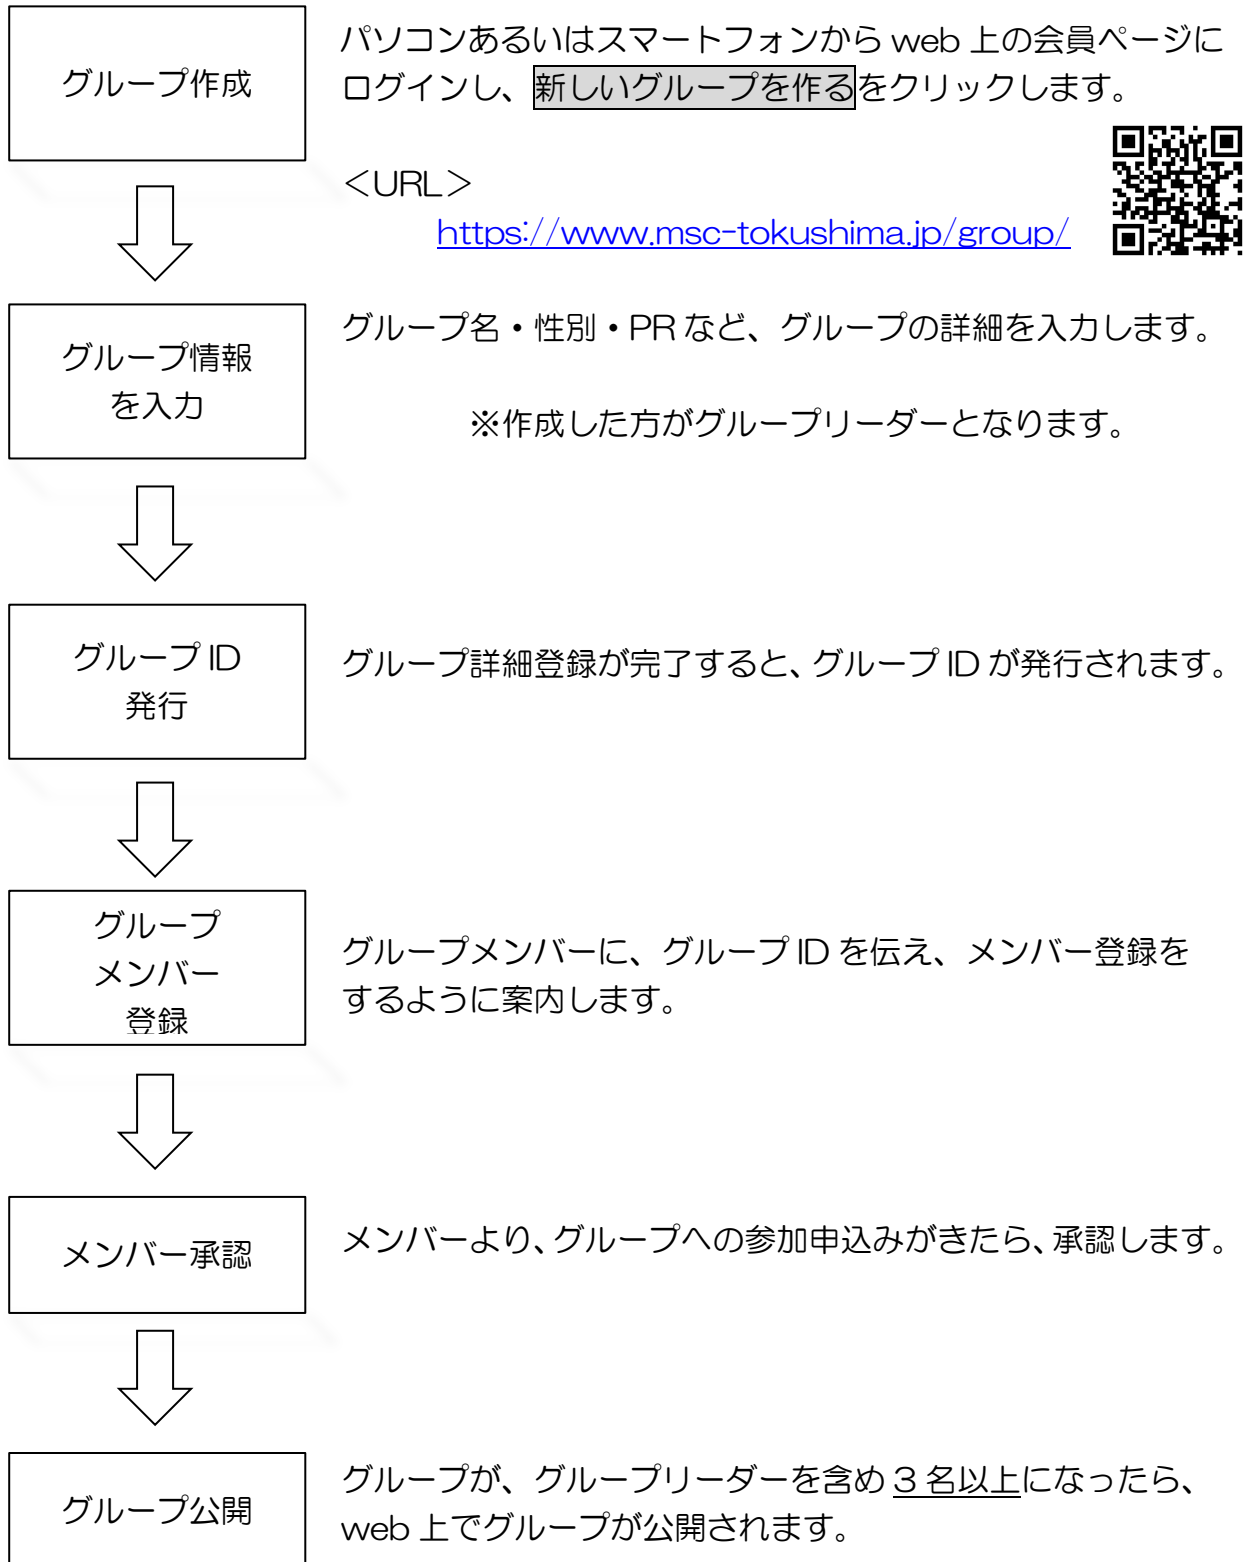 グループ作成
パソコンあるいはスマートフォンから web 上の会員ページに
ログインし、新しいグループを作るをクリックします。
＜URL＞
https://www.msc-tokushima.jp/group/
グループ情報
を入力
グループ名・性別・PR など、グループの詳細を入力します。
※作成した方がグループリーダーとなります。
グループ ID
発行
グループ詳細登録が完了すると、グループ ID が発行されます。
グループ
メンバー
登録
グループメンバーに、グループ ID を伝え、メンバー登録を
するように案内します。
メンバー承認
メンバーより、グループへの参加申込みがきたら、承認します。
グループ公開
グループが、グループリーダーを含め 3 名以上になったら、
web 上でグループが公開されます。